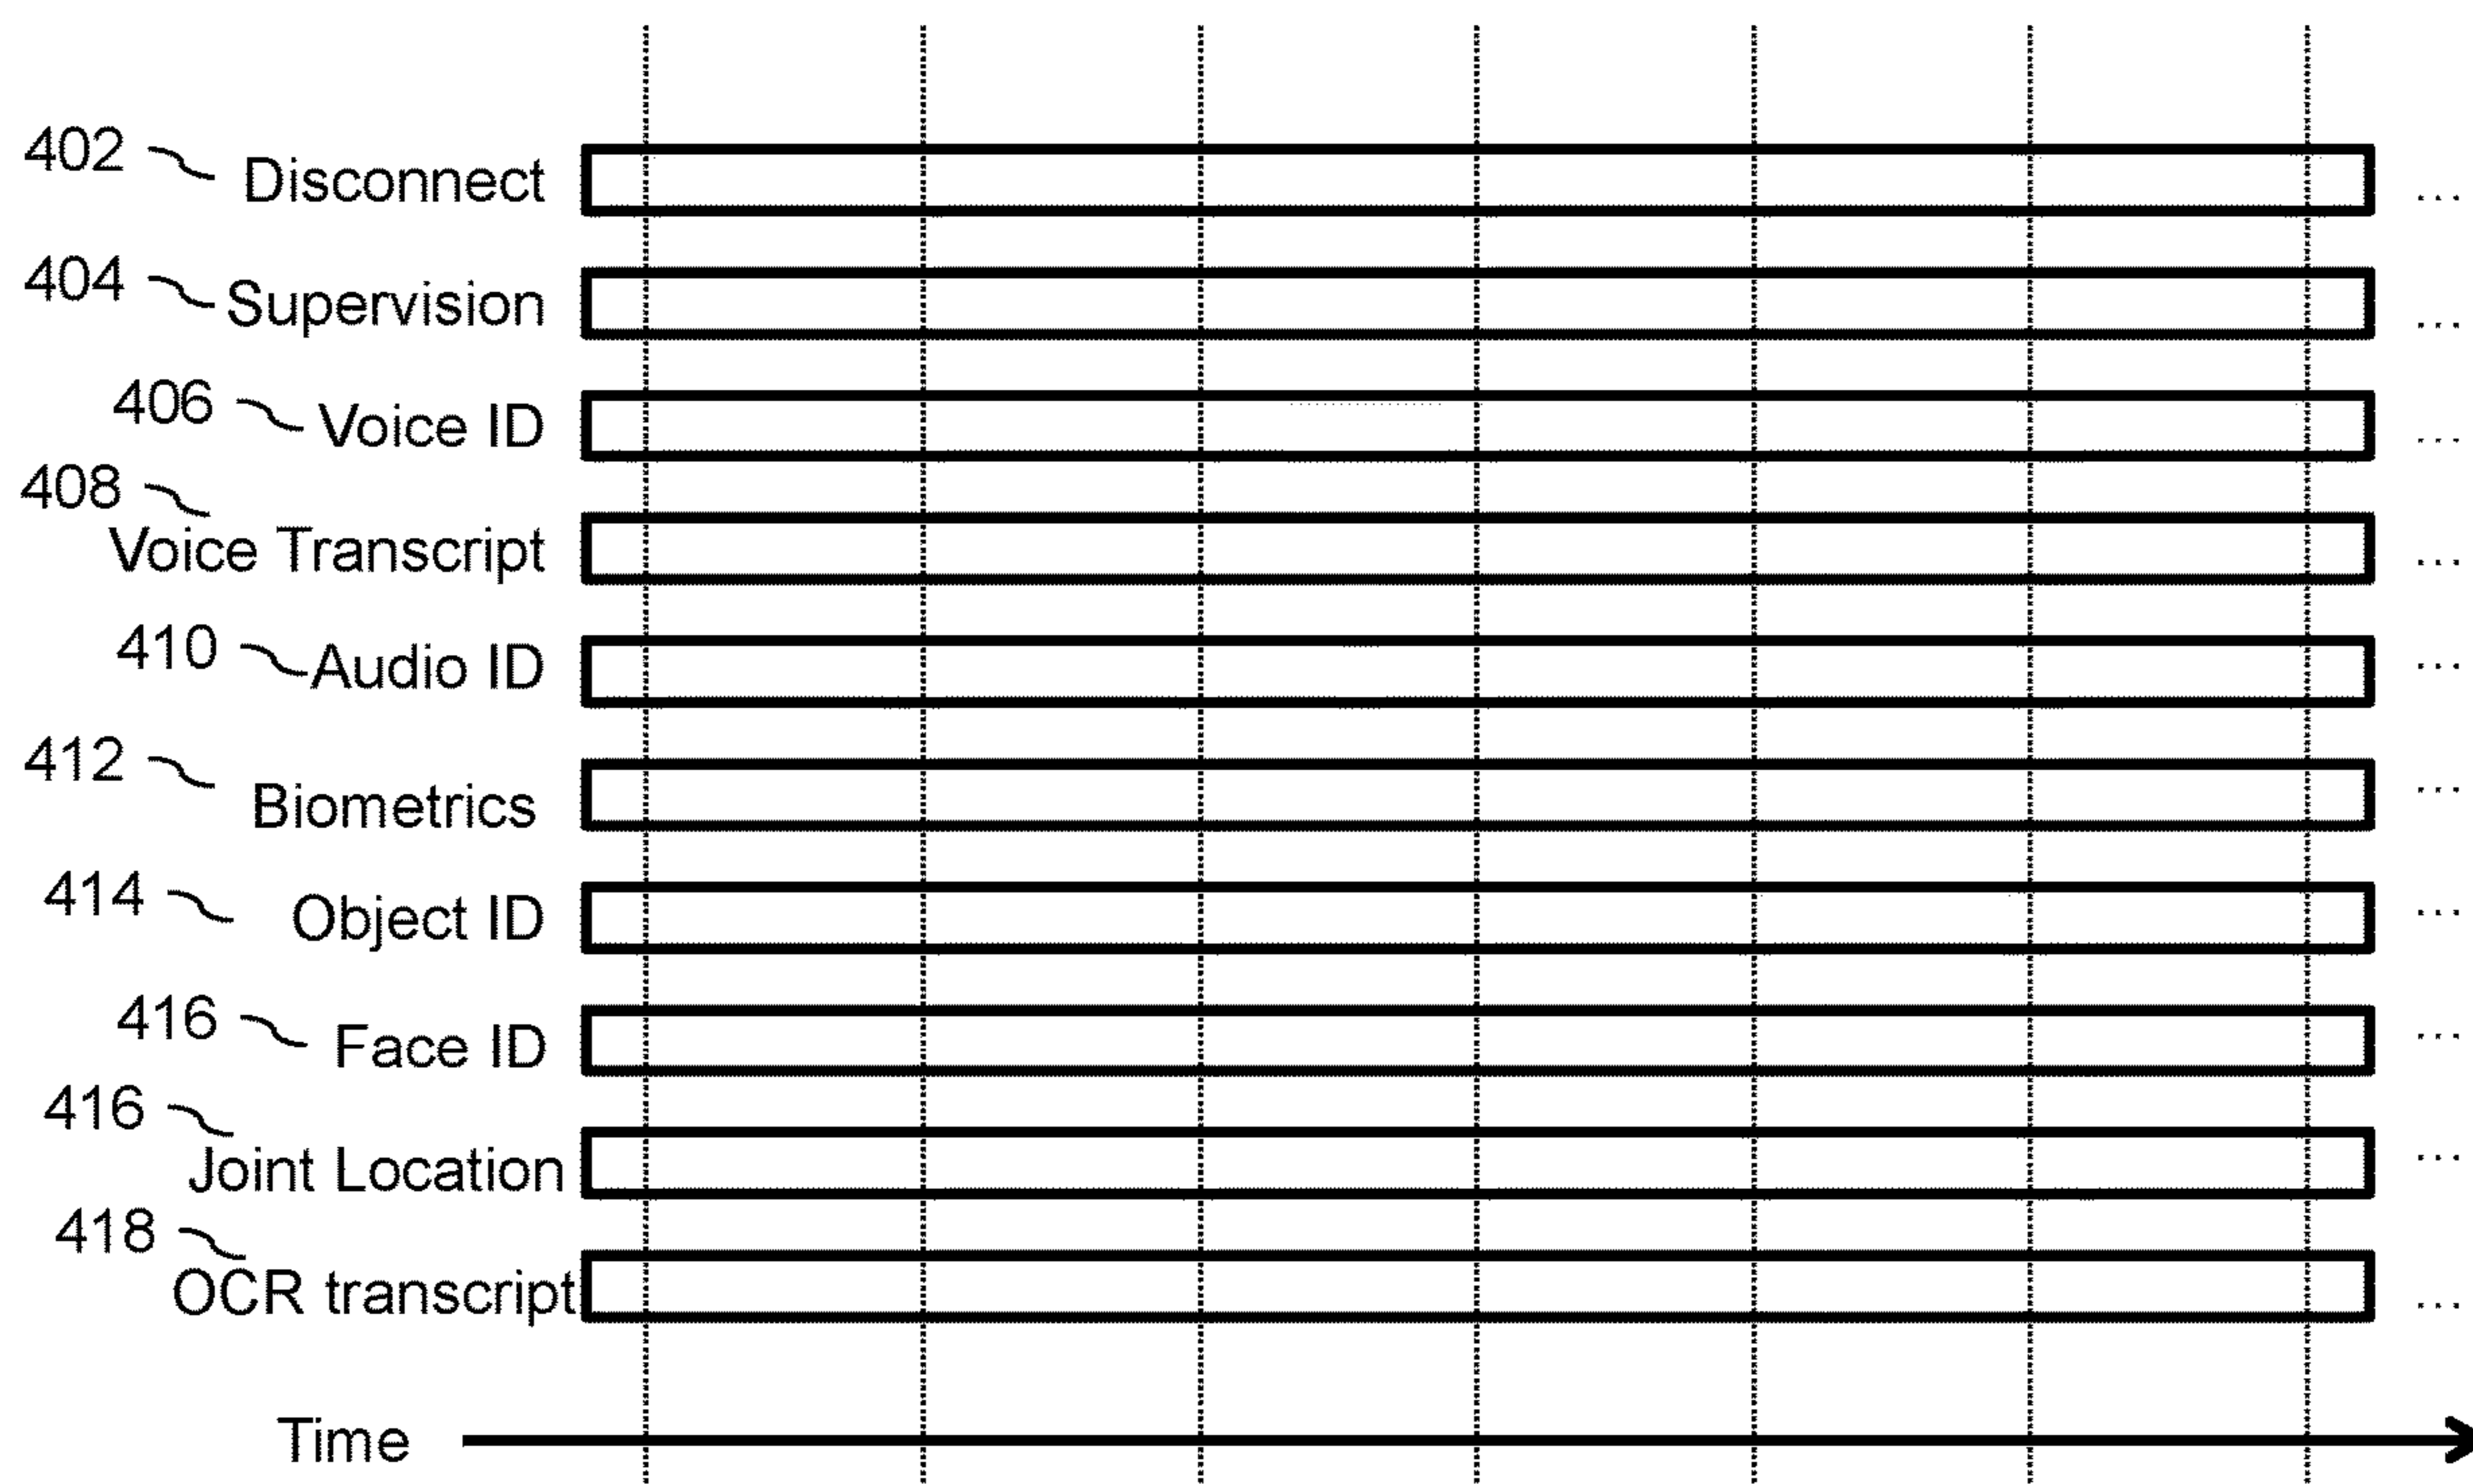 402 Disconnect ...
404 Supervision ...
406 Voice ID ...
408
Voice Transcript ...
410 Audio ID ...
412 Biometrics ...
414 Object ID ...
416 Face ID ...
416
Joint Location ...
418
OCR transcript ...
Time